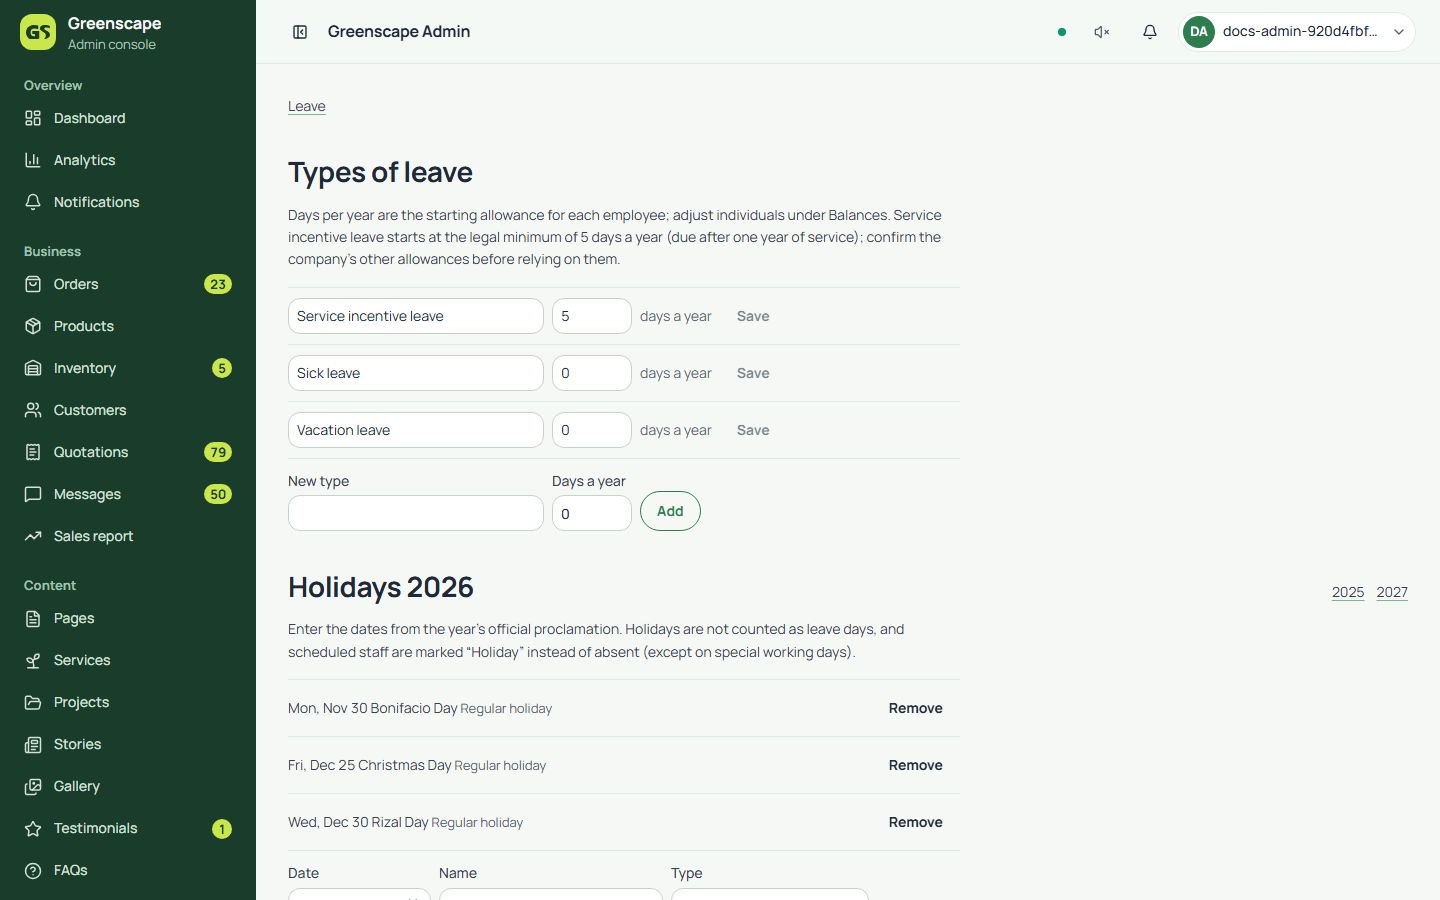 GS
Greenscape
Admin console
Overview
Dashboard
Analytics
Notifications
Business
Orders 23
Products
Inventory 5
Customers
Quotations 79
Messages 50
Sales report
Content
Pages
Services
Projects
Stories
Gallery
Testimonials 1
FAQs
Greenscape Admin
DA docs-admin-920d4fbf...
Leave
Types of leave
Days per year are the starting allowance for each employee; adjust individuals under Balances. Service
incentive leave starts at the legal minimum of 5 days a year (due after one year of service); confirm the
company's other allowances before relying on them.
Service incentive leave 5 days a year Save
Sick leave 0 days a year Save
Vacation leave 0 days a year Save
New type Days a year
0 Add
Holidays 2026 2025 2027
Enter the dates from the year's official proclamation. Holidays are not counted as leave days, and
scheduled staff are marked “Holiday” instead of absent (except on special working days).
Mon, Nov 30 Bonifacio Day Regular holiday Remove
Fri, Dec 25 Christmas Day Regular holiday Remove
Wed, Dec 30 Rizal Day Regular holiday Remove
Date Name Type